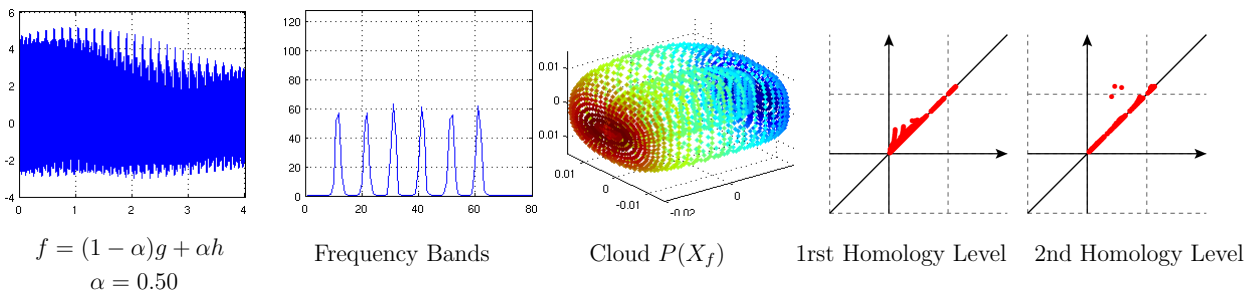 6
4
2
0
-2
-4
0 1 2 3 4
120
100
80
60
40
20
0
0 20 40 60 80
0.01
0
0.01
0.01
0
-0.01
-0.02
0
f = (1 − α)g + αh
α = 0.50
Frequency Bands
Cloud P(X_f)
1rst Homology Level
2nd Homology Level